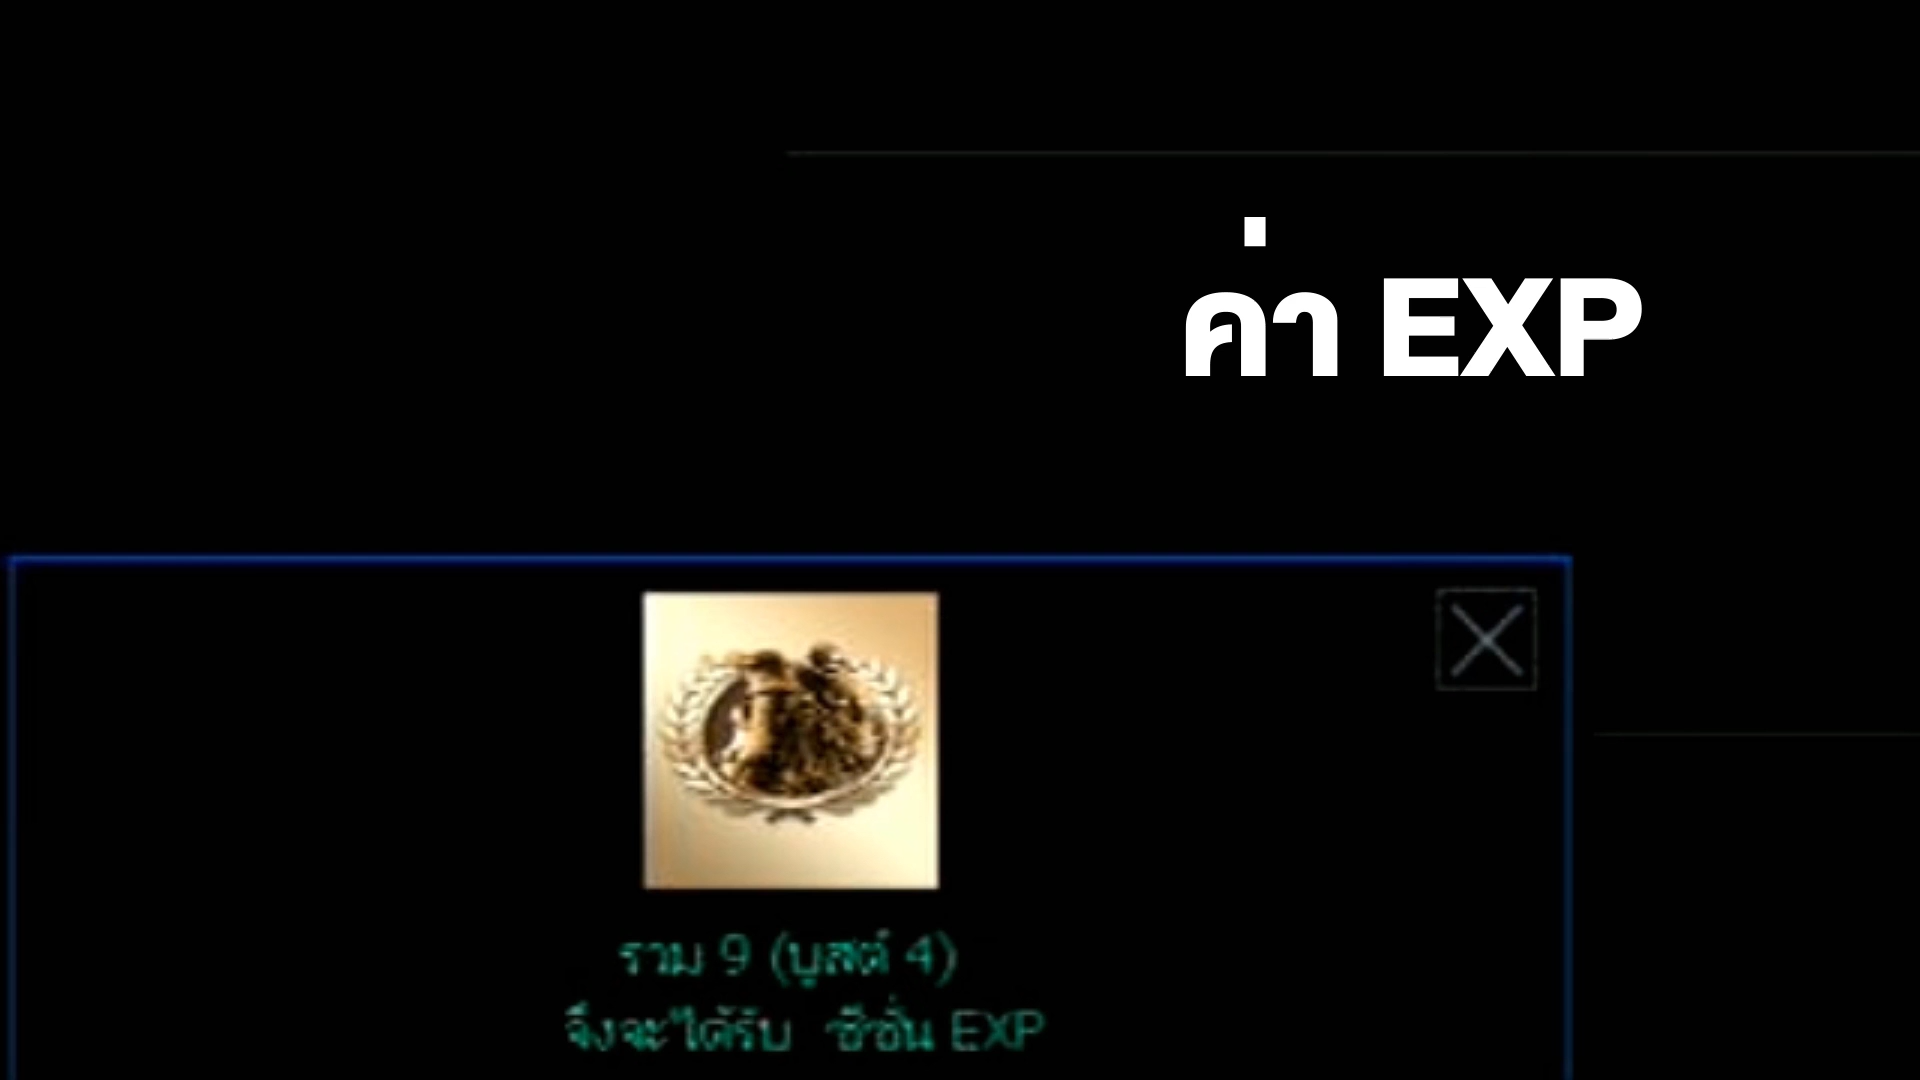 ค่า EXP
รวม 9 (บูสต์ 4)
จึงจะได้รับ ซีซั่น EXP